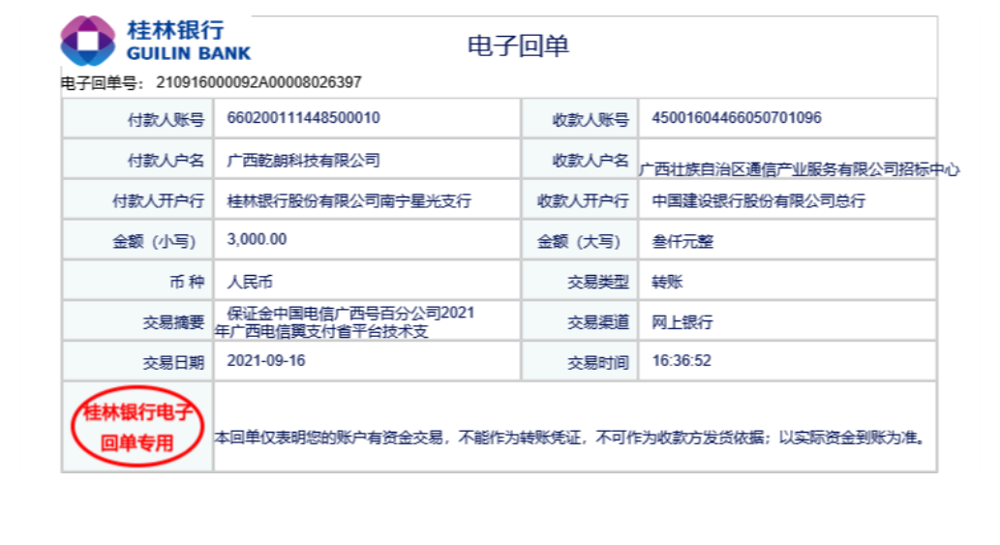 桂林银行
GUILIN BANK
电子回单
电子回单号： 210916000092A00008026397
付款人账号 660200111448500010 收款人账号 45001604466050701096
付款人户名 广西乾朗科技有限公司 收款人户名 广西壮族自治区通信产业服务有限公司招标中心
付款人开户行 桂林银行股份有限公司南宁星光支行 收款人开户行 中国建设银行股份有限公司总行
金额（小写） 3,000.00 金额（大写） 叁仟元整
币 种 人民币 交易类型 转账
交易摘要 保证金中国电信广西号百分公司2021
年广西电信翼支付省平台技术支 交易渠道 网上银行
交易日期 2021-09-16 交易时间 16:36:52
桂林银行电子
回单专用
本回单仅表明您的账户有资金交易，不能作为转账凭证，不可作为收款方发货依据；以实际资金到账为准。